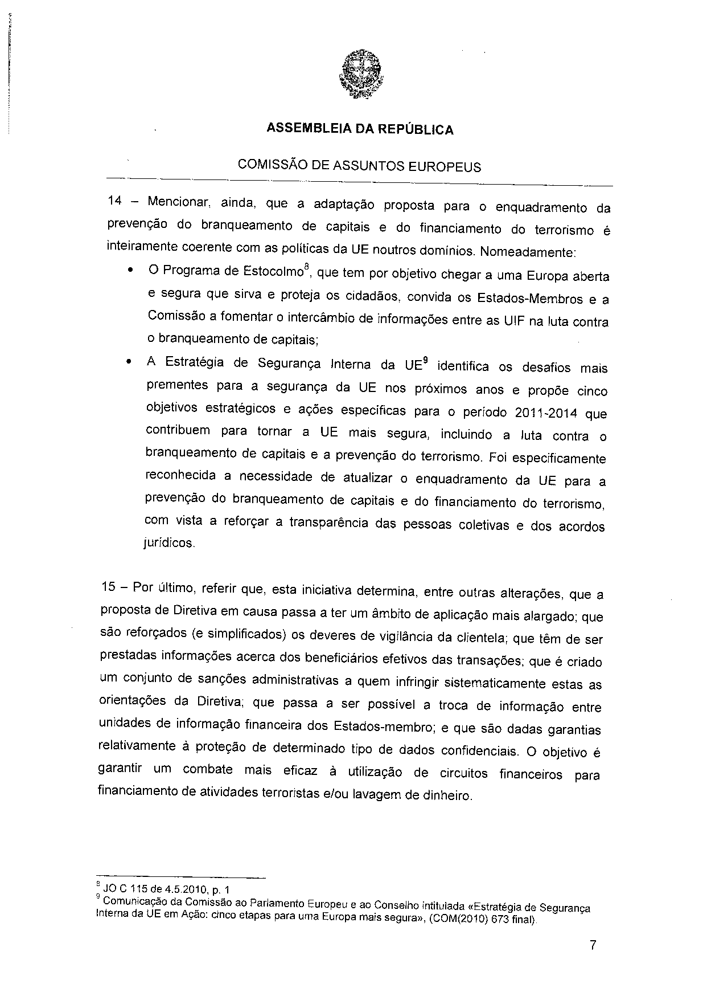 ASSEMBLEIA DA REPÚBLICA
COMISSÃO DE ASSUNTOS EUROPEUS
14 – Mencionar, ainda, que a adaptação proposta para o enquadramento da
prevenção do branqueamento de capitais e do financiamento do terrorismo é
inteiramente coerente com as políticas da UE noutros domínios. Nomeadamente:
• O Programa de Estocolmo⁸, que tem por objetivo chegar a uma Europa aberta
e segura que sirva e proteja os cidadãos, convida os Estados-Membros e a
Comissão a fomentar o intercâmbio de informações entre as UIF na luta contra
o branqueamento de capitais;
• A Estratégia de Segurança Interna da UE⁹ identifica os desafios mais
prementes para a segurança da UE nos próximos anos e propõe cinco
objetivos estratégicos e ações específicas para o período 2011-2014 que
contribuem para tornar a UE mais segura, incluindo a luta contra o
branqueamento de capitais e a prevenção do terrorismo. Foi especificamente
reconhecida a necessidade de atualizar o enquadramento da UE para a
prevenção do branqueamento de capitais e do financiamento do terrorismo,
com vista a reforçar a transparência das pessoas coletivas e dos acordos
jurídicos.
15 – Por último, referir que, esta iniciativa determina, entre outras alterações, que a
proposta de Diretiva em causa passa a ter um âmbito de aplicação mais alargado; que
são reforçados (e simplificados) os deveres de vigilância da clientela; que têm de ser
prestadas informações acerca dos beneficiários efetivos das transações; que é criado
um conjunto de sanções administrativas a quem infringir sistematicamente estas as
orientações da Diretiva; que passa a ser possível a troca de informação entre
unidades de informação financeira dos Estados-membro; e que são dadas garantias
relativamente à proteção de determinado tipo de dados confidenciais. O objetivo é
garantir um combate mais eficaz à utilização de circuitos financeiros para
financiamento de atividades terroristas e/ou lavagem de dinheiro.
⁸ JO C 115 de 4.5.2010, p. 1
⁹ Comunicação da Comissão ao Parlamento Europeu e ao Conselho intitulada «Estratégia de Segurança
Interna da UE em Ação: cinco etapas para uma Europa mais segura», (COM(2010) 673 final).
7